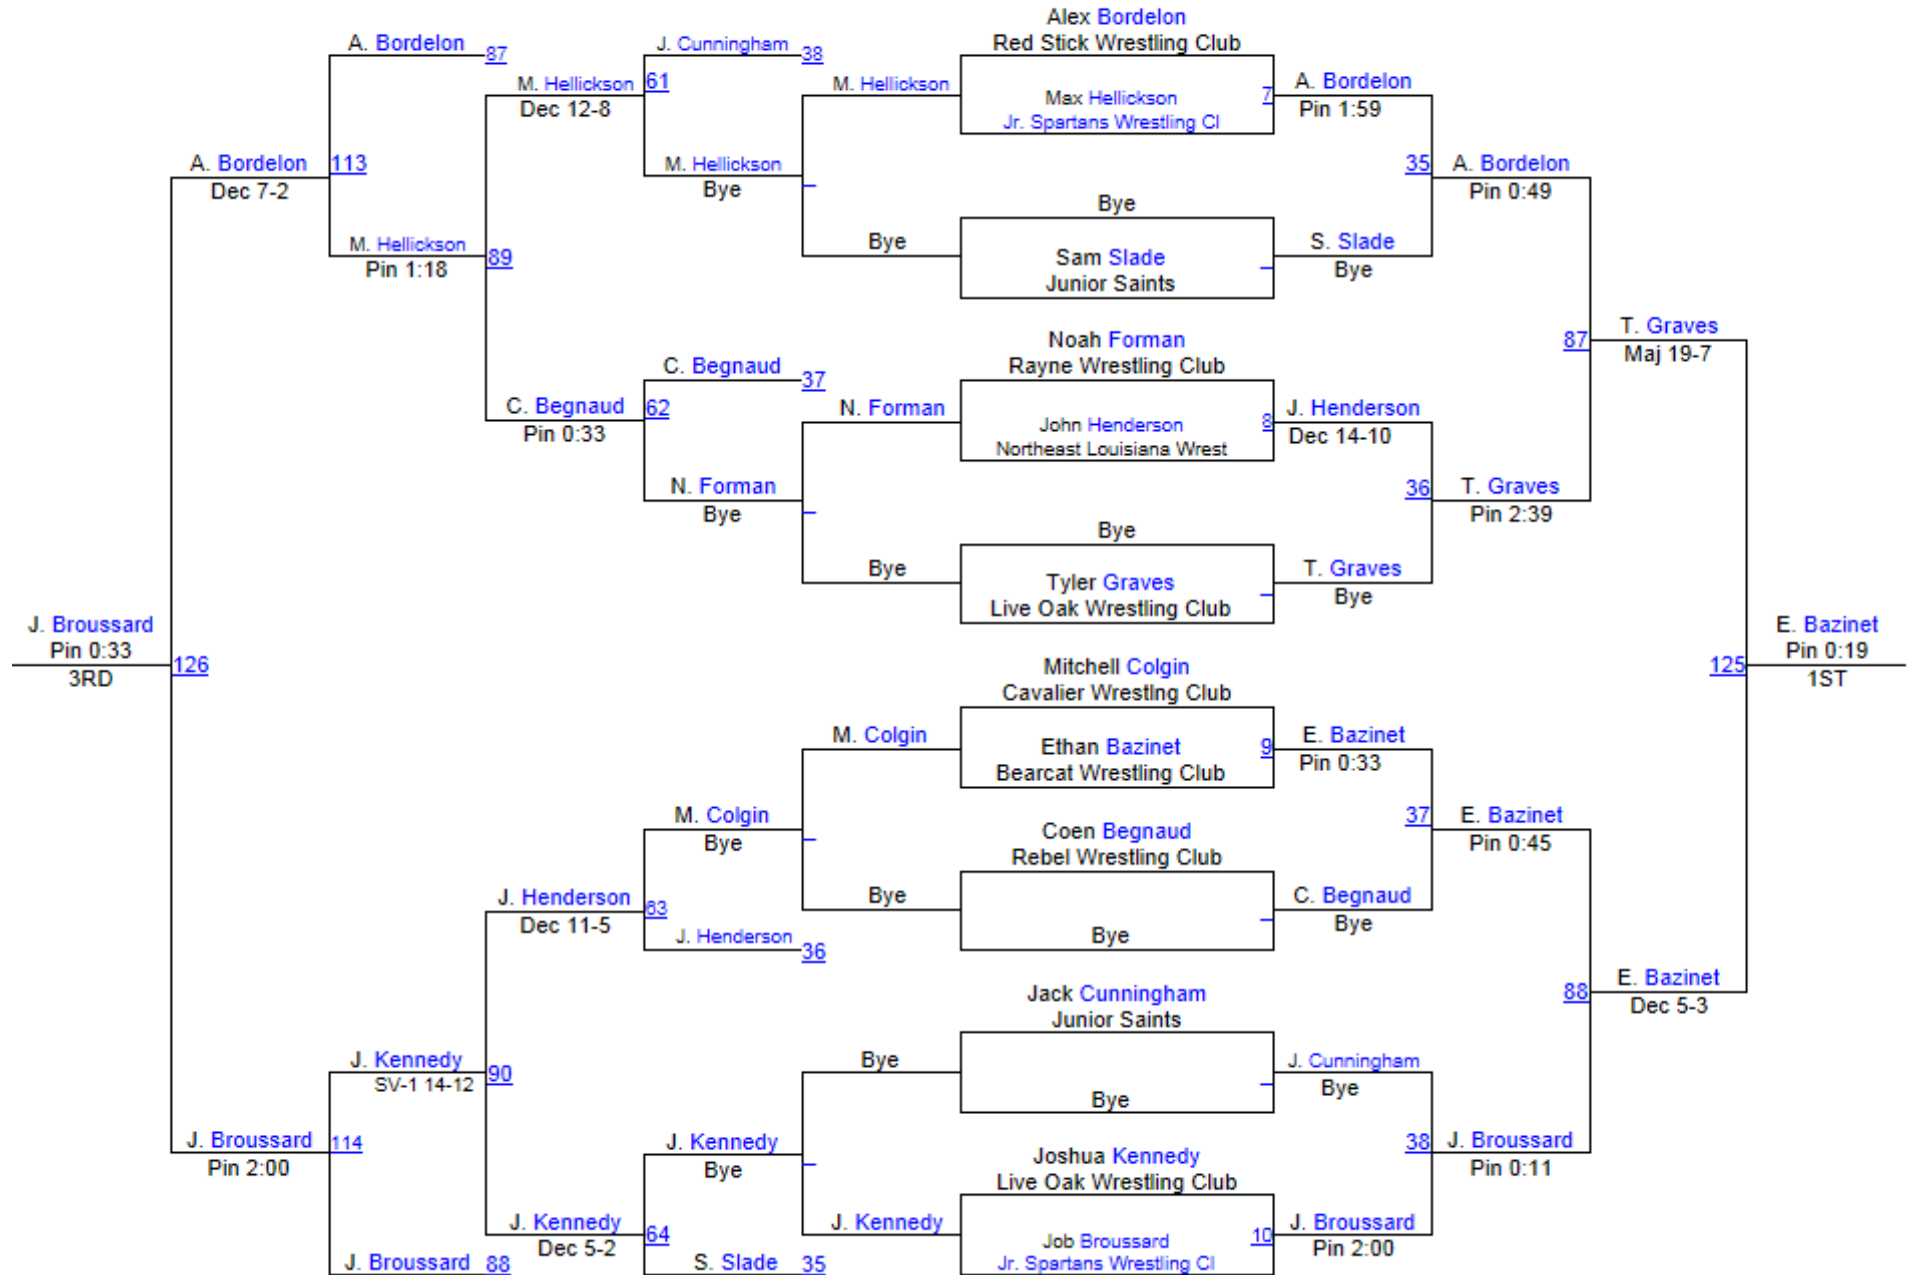 Alex Bordelon
A. Bordelon 87
J. Cunningham 38
Red Stick Wrestling Club
M. Hellickson 61
Dec 12-8
M. Hellickson
Max Hellickson 7
Jr. Spartans Wrestling Cl
A. Bordelon
Pin 1:59
A. Bordelon 113
Dec 7-2
M. Hellickson
Bye
35 A. Bordelon
Pin 0:49
Bye
M. Hellickson 89
Pin 1:18
Bye
Sam Slade
Junior Saints
S. Slade
Bye
Noah Forman
Rayne Wrestling Club
87 T. Graves
Maj 19-7
C. Begnaud 37
C. Begnaud 62
Pin 0:33
N. Forman
John Henderson 8
Northeast Louisiana Wrest
J. Henderson
Dec 14-10
N. Forman
Bye
36 T. Graves
Pin 2:39
Bye
Bye
Tyler Graves
Live Oak Wrestling Club
T. Graves
Bye
J. Broussard
Pin 0:33
3RD
126
Mitchell Colgin
Cavalier Wrestlng Club
125
E. Bazinet
Pin 0:19
1ST
M. Colgin
Ethan Bazinet 9
Bearcat Wrestling Club
E. Bazinet
Pin 0:33
M. Colgin
Bye
Coen Begnaud
Rebel Wrestling Club
37 E. Bazinet
Pin 0:45
J. Henderson 63
Dec 11-5
Bye
Bye
C. Begnaud
Bye
J. Henderson 36
Jack Cunningham
Junior Saints
88 E. Bazinet
Dec 5-3
J. Kennedy 90
SV-1 14-12
Bye
Bye
J. Cunningham
Bye
J. Broussard 114
Pin 2:00
J. Kennedy
Bye
Joshua Kennedy
Live Oak Wrestling Club
38 J. Broussard
Pin 0:11
J. Kennedy 64
Dec 5-2
J. Kennedy
Job Broussard 10
Jr. Spartans Wrestling Cl
J. Broussard
Pin 2:00
J. Broussard 88
S. Slade 35